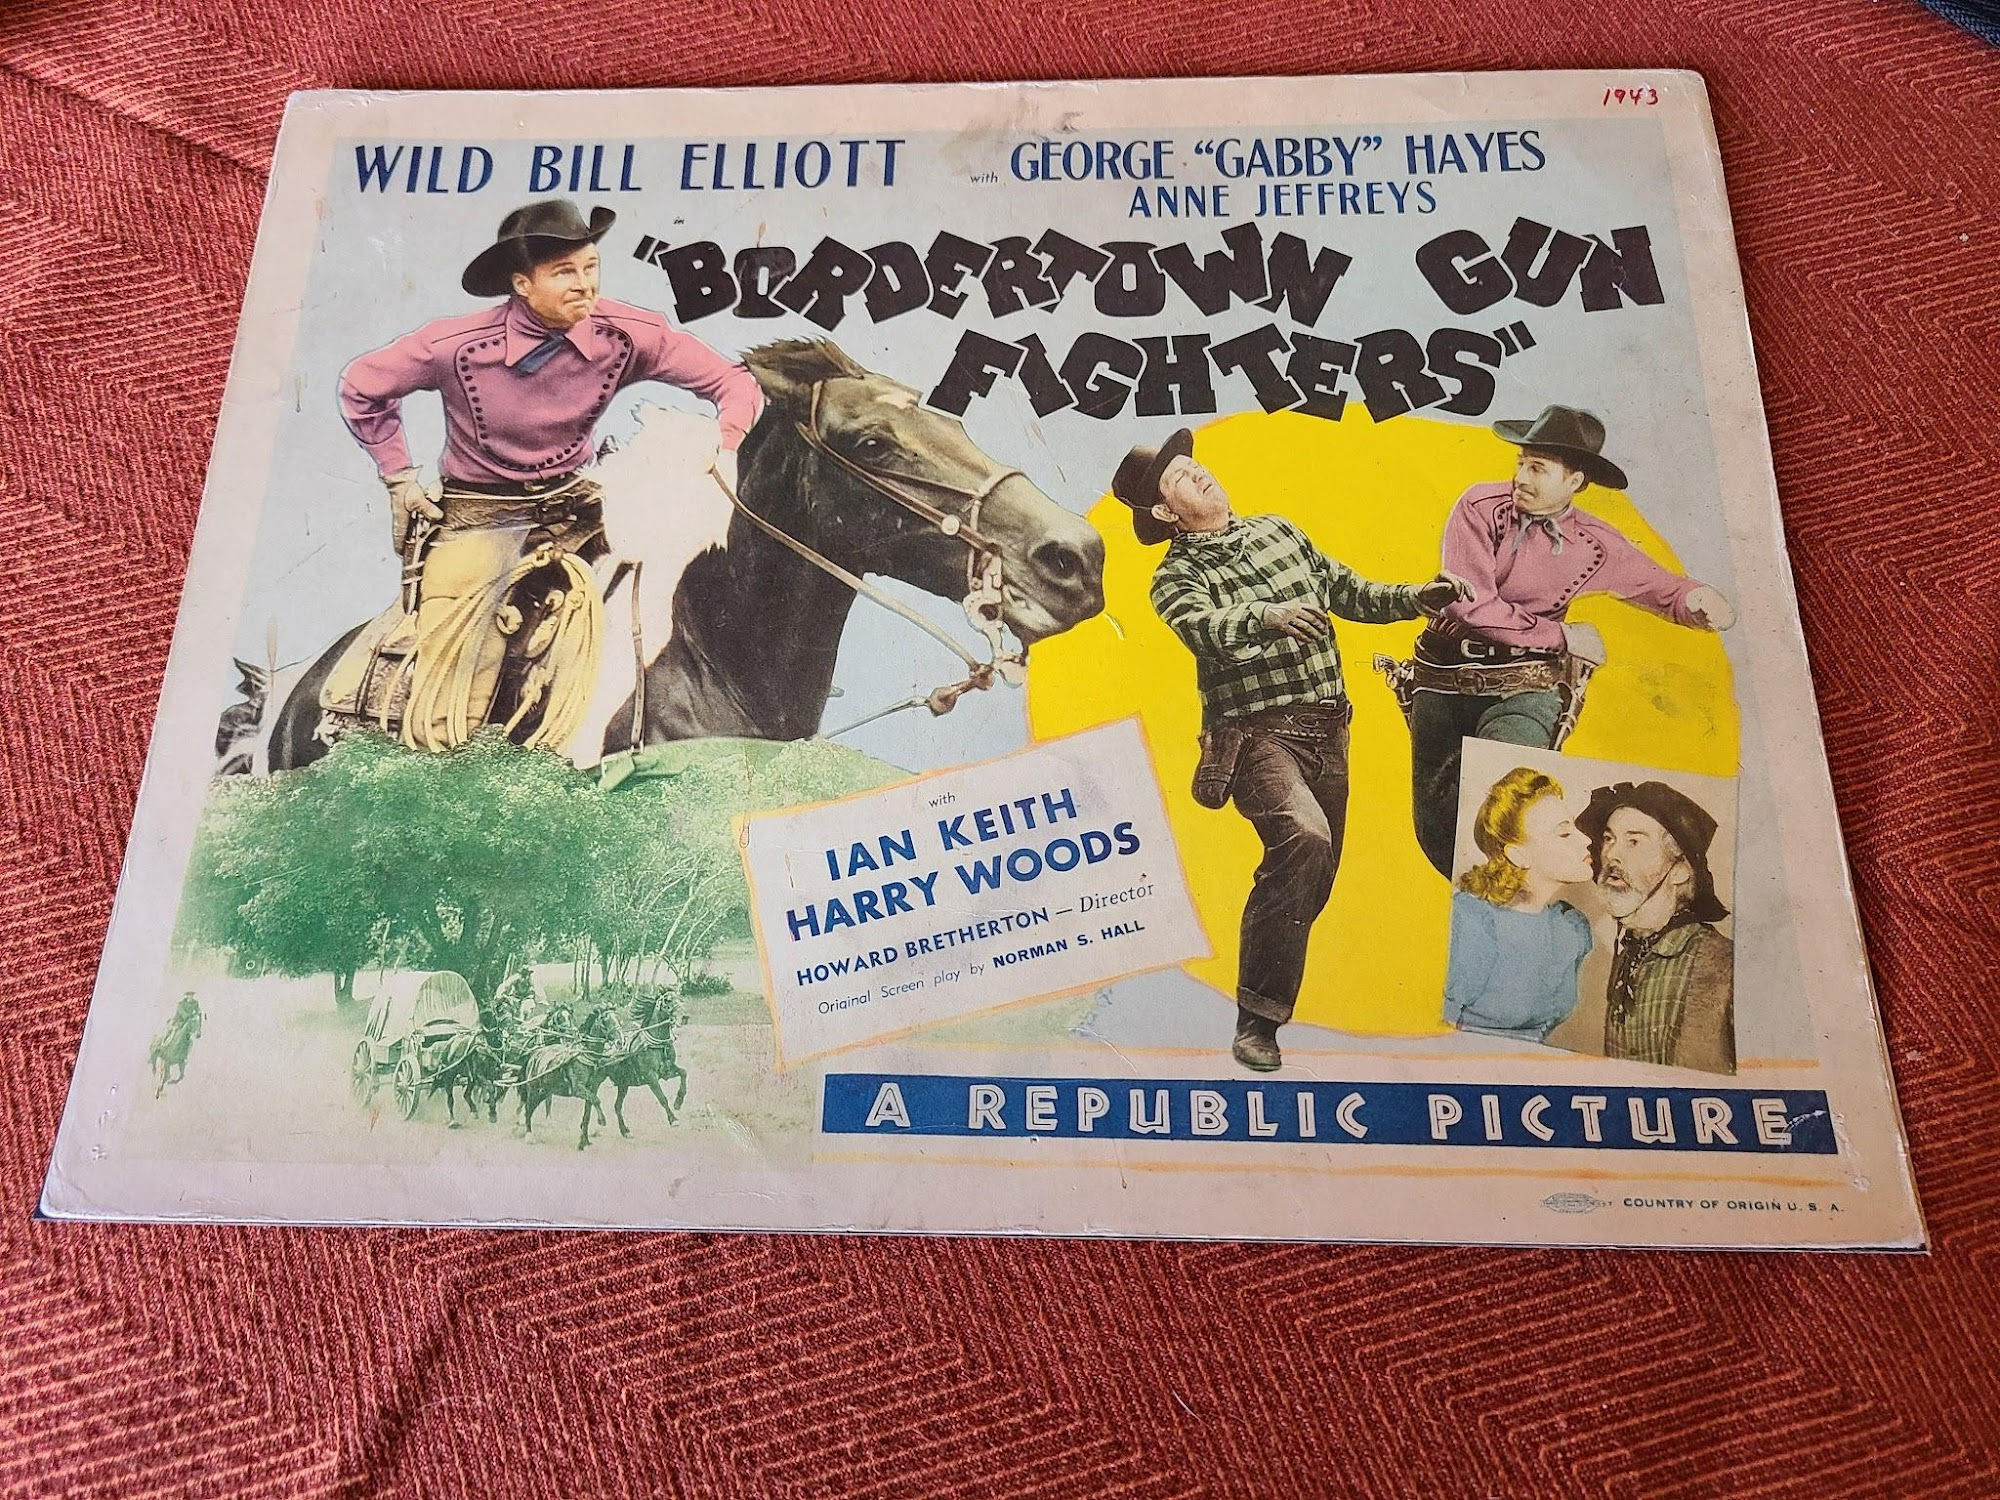 1943
WILD BILL ELLIOTT
with GEORGE “GABBY” HAYES
ANNE JEFFREYS
in
"BORDERTOWN GUN
FIGHTERS"
with
IAN KEITH
HARRY WOODS
HOWARD BRETHERTON — Director
Original Screen play by NORMAN S. HALL
A REPUBLIC PICTURE
COUNTRY OF ORIGIN U. S. A.